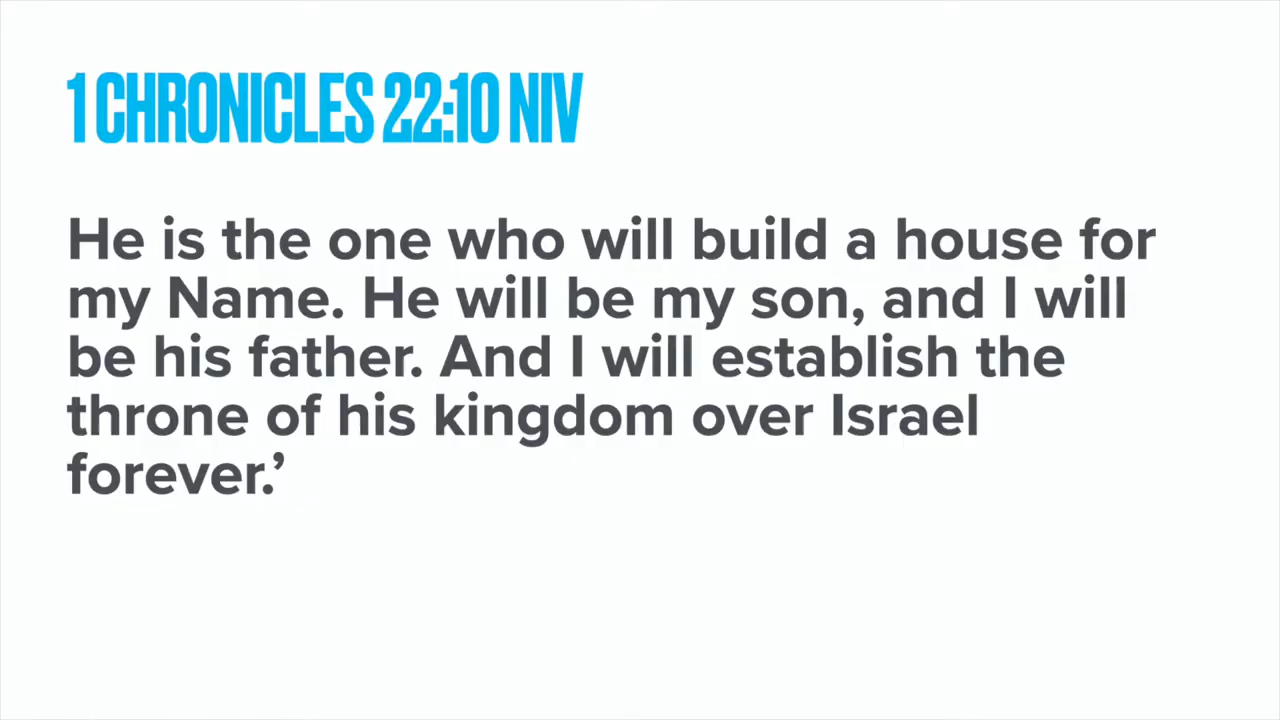 1 CHRONICLES 22:10 NIV
He is the one who will build a house for
my Name. He will be my son, and I will
be his father. And I will establish the
throne of his kingdom over Israel
forever.’